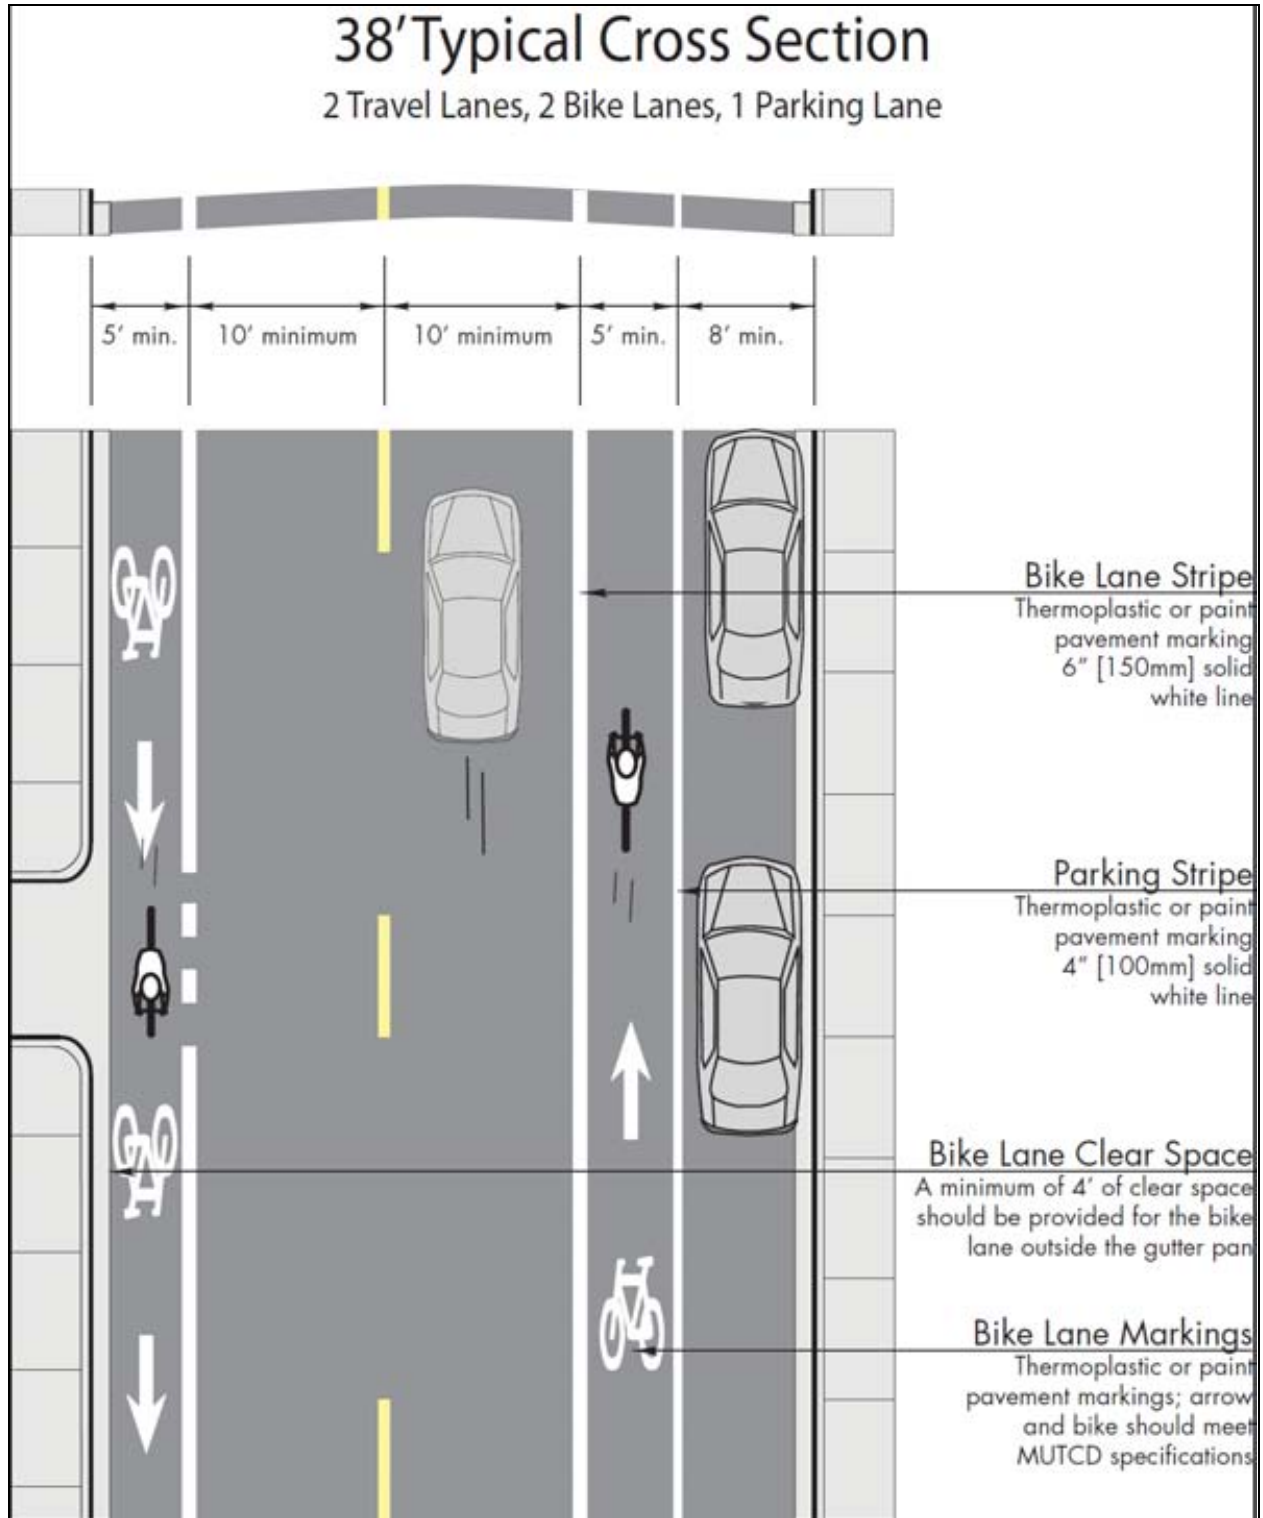 38' Typical Cross Section
2 Travel Lanes, 2 Bike Lanes, 1 Parking Lane
5' min.
10' minimum
10' minimum
5' min.
8' min.
Bike Lane Stripe
Thermoplastic or paint
pavement marking
6" [150mm] solid
white line
Parking Stripe
Thermoplastic or paint
pavement marking
4" [100mm] solid
white line
Bike Lane Clear Space
A minimum of 4' of clear space
should be provided for the bike
lane outside the gutter pan
Bike Lane Markings
Thermoplastic or paint
pavement markings; arrow
and bike should meet
MUTCD specifications